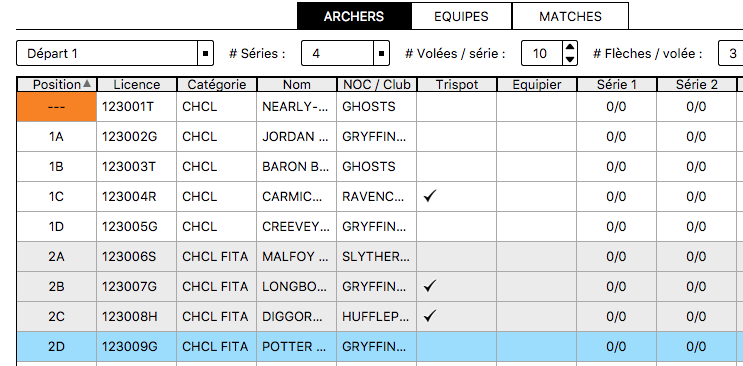 ARCHERS EQUIPES MATCHES
Départ 1 # Séries : 4 # Volées / série : 10 # Flèches / volée : 3
Position Licence Catégorie Nom NOC / Club Trispot Equipier Série 1 Série 2
--- 123001T CHCL NEARLY-... GHOSTS 0/0 0/0
1A 123002G CHCL JORDAN ... GRYFFIN... 0/0 0/0
1B 123003T CHCL BARON B... GHOSTS 0/0 0/0
1C 123004R CHCL CARMIC... RAVENC... ✓ 0/0 0/0
1D 123005G CHCL CREEVEY... GRYFFIN... 0/0 0/0
2A 123006S CHCL FITA MALFOY ... SLYTHER... 0/0 0/0
2B 123007G CHCL FITA LONGBO... GRYFFIN... ✓ 0/0 0/0
2C 123008H CHCL FITA DIGGOR... HUFFLEP... ✓ 0/0 0/0
2D 123009G CHCL FITA POTTER ... GRYFFIN... 0/0 0/0